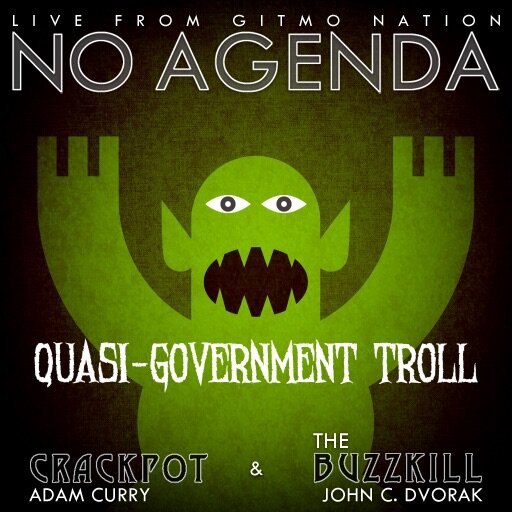 LIVE FROM GITMO NATION
NO AGENDA
QUASI-GOVERNMENT TROLL
CRACKPOT & THE BUZZKILL
ADAM CURRY JOHN C. DVORAK